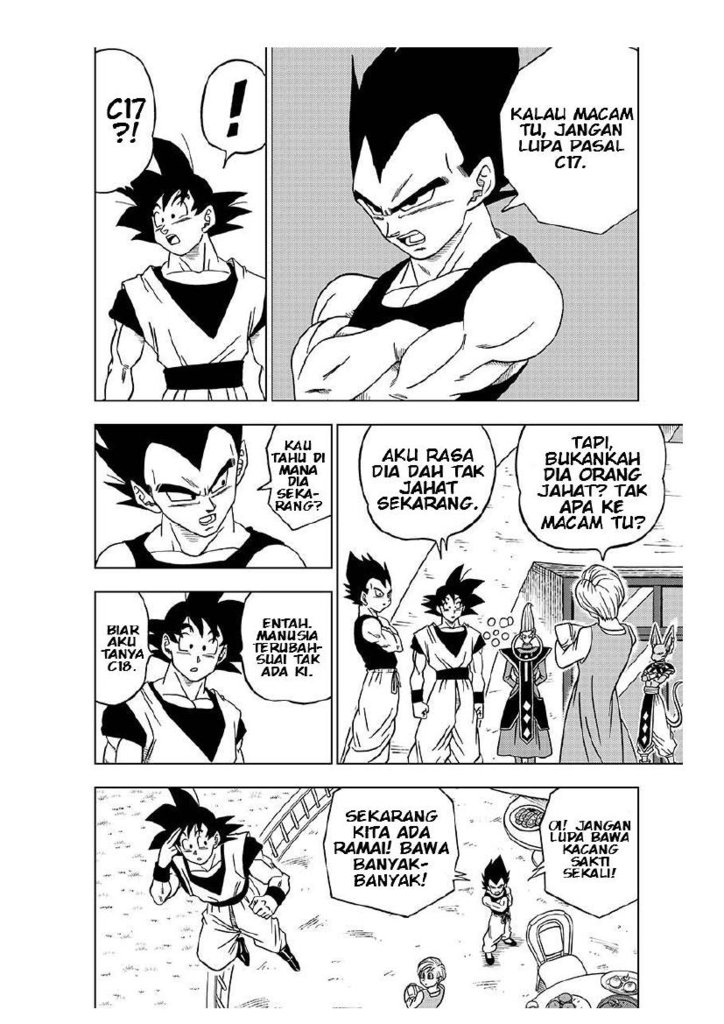 KALAU MACAM
TU, JANGAN
LUPA PASAL
C17.
!
C17
?!
TAPI,
BUKANKAH
DIA ORANG
JAHAT? TAK
APA KE
MACAM TU?
AKU RASA
DIA DAH TAK
JAHAT
SEKARANG.
KAU
TAHU DI
MANA
DIA
SEKA-
RANG?
ENTAH.
MANUSIA
TERUBAH-
SUAI TAK
ADA KI.
BIAR
AKU
TANYA
C18.
OI! JANGAN
LUPA BAWA
KACANG
SAKTI
SEKALI!
SEKARANG
KITA ADA
RAMAI! BAWA
BANYAK-
BANYAK!